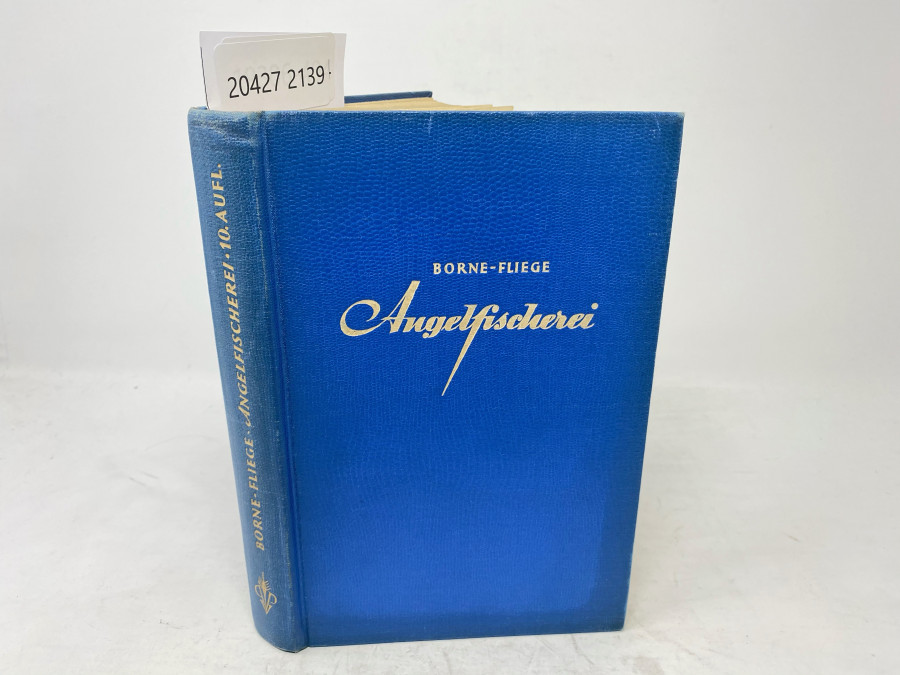 20427 2139
BORNE-FLIEGE · ANGELFISCHEREI · 10. AUFL.
BORNE-FLIEGE
Angelfischerei